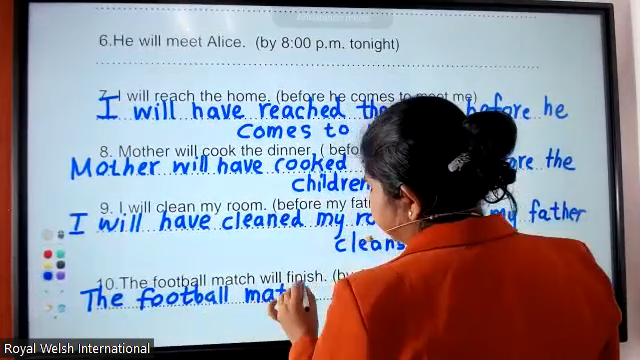 6.He will meet Alice. (by 8:00 p.m. tonight)
7. I will reach the home. (before he comes to meet me)
I will have reached the before he
comes to
8. Mother will cook the dinner. ( befo
Mother will have cooked the
children
9. I will clean my room. (before my fat
I will have cleaned my my father
cleans
10.The football match will finish. (by
The football mat
Royal Welsh International